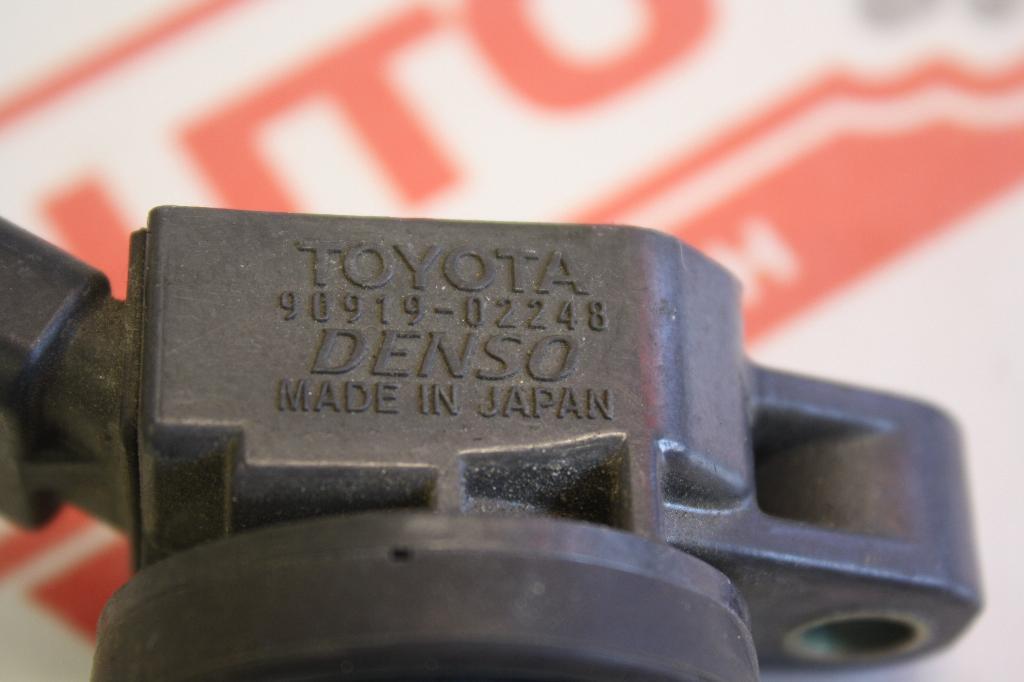 TOYOTA
90919-02248
DENSO
MADE IN JAPAN